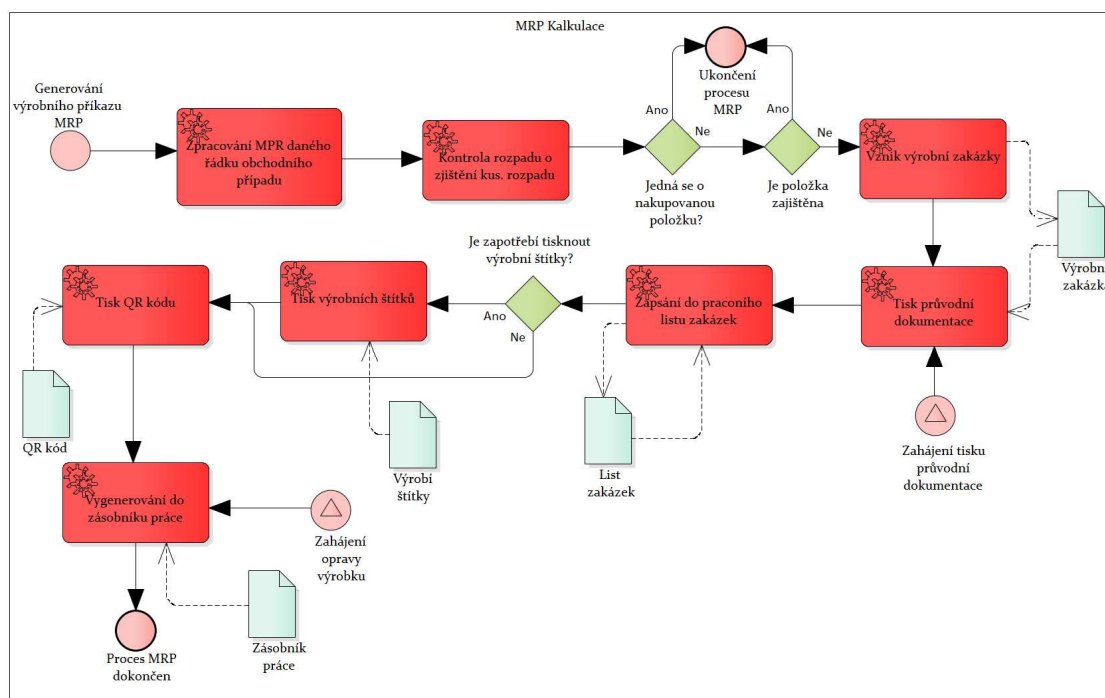 MRP Kalkulace
Generování
výrobního příkazu
MRP
Zpracování MPR daného
řádku obchodního
případu
Kontrola rozpadu o
zjištění kus. rozpadu
Ano
Ne
Jedná se o
nakupovanou
položku?
Ukončení
procesu
MRP
Ano
Ne
Je položka
zajištěna
Vznik výrobní zakázky
Výrobní
zakázka
Tisk průvodní
dokumentace
Zahájení tisku
průvodní
dokumentace
Zapsání do praconího
listu zakázek
List
zakázek
Je zapotřebí tisknout
výrobní štítky?
Ano
Ne
Tisk výrobních štítků
Výrobí
štítky
Tisk QR kódu
QR kód
Vygenerování do
zásobníku práce
Zahájení
opravy
výrobku
Zásobník
práce
Proces MRP
dokončen